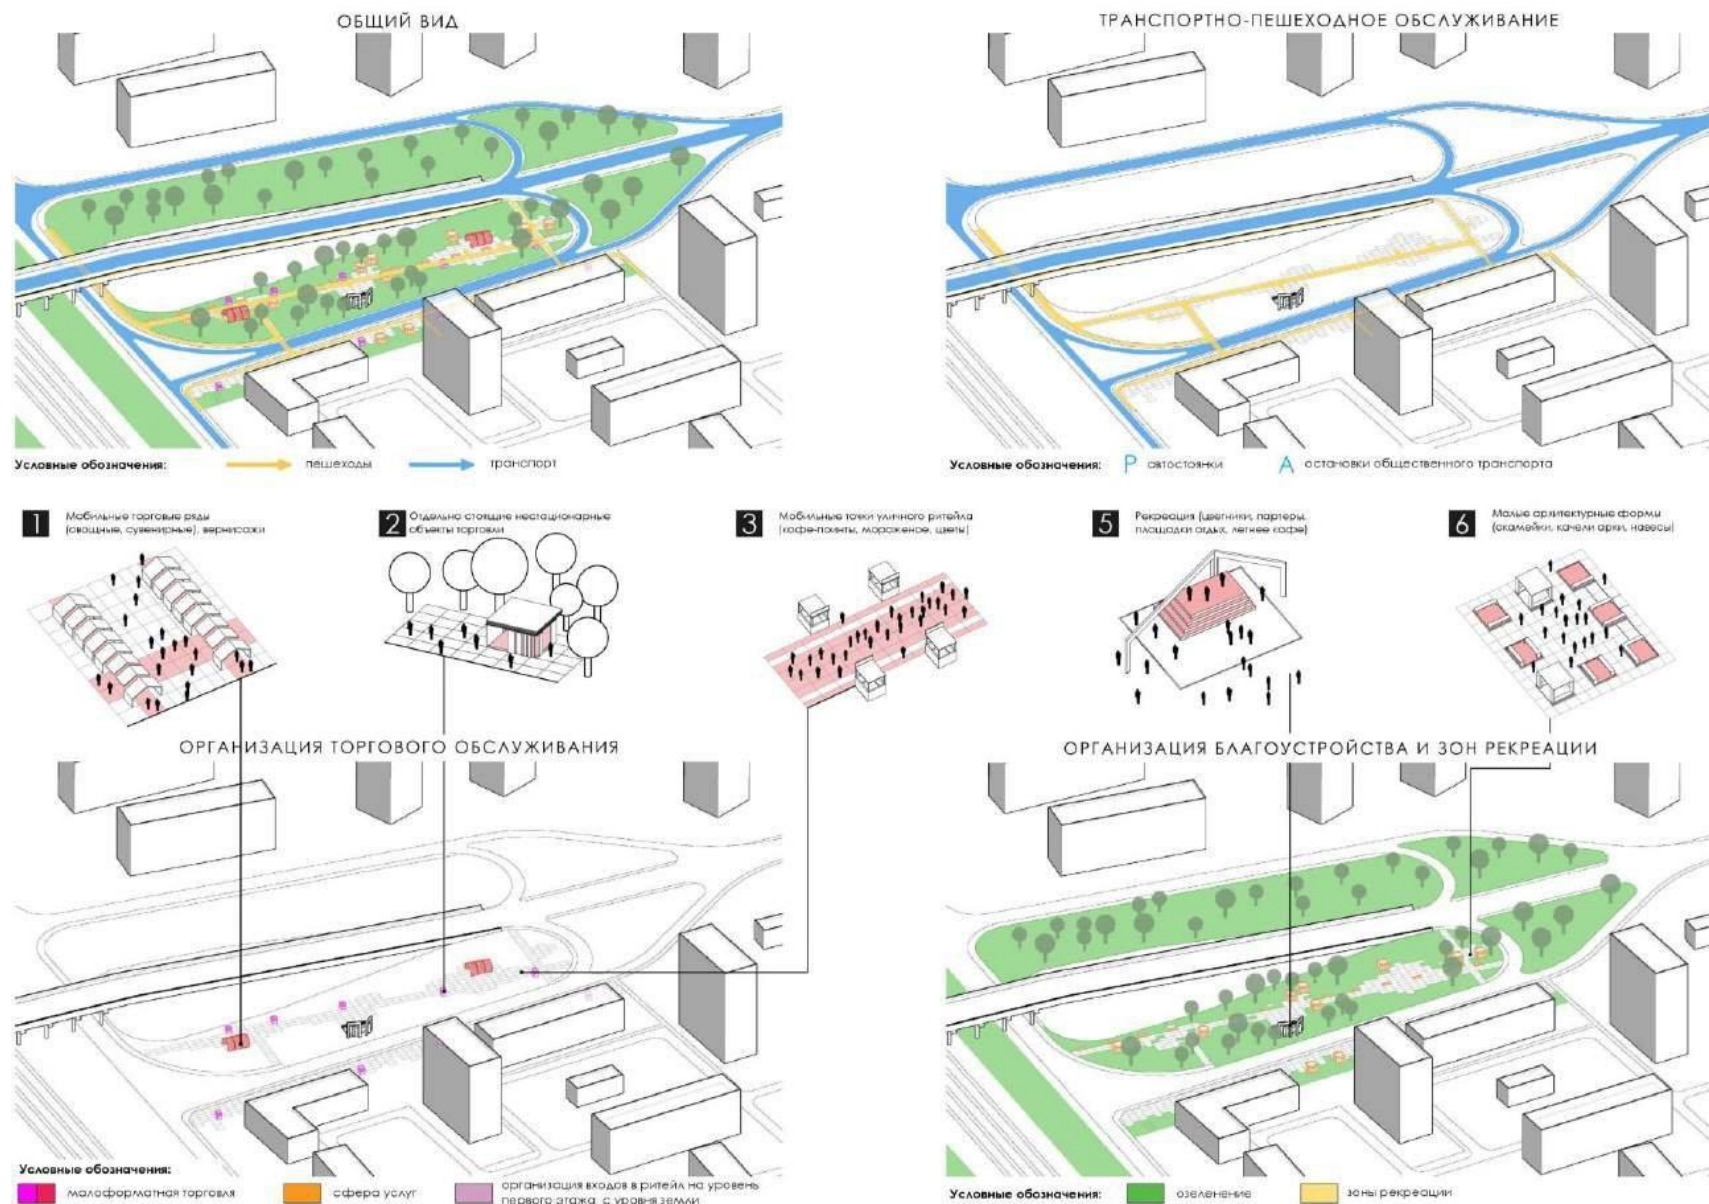 ОБЩИЙ ВИД
ТРАНСПОРТНО-ПЕШЕХОДНОЕ ОБСЛУЖИВАНИЕ
Условные обозначения:
пешеходы
транспорт
Условные обозначения:
P автостоянки
A остановки общественного транспорта
1
Мобильные торговые ряды
(овощные, сувенирные), вернисажи
2
Отдельно стоящие нестационарные
объекты торговли
3
Мобильные точки уличного ритейла
(кофе-поинты, мороженое, цветы)
5
Рекреация (цветники, партеры,
площадки отдых, летнее кафе)
6
Малые архитектурные формы
(скамейки, качели арки, навесы)
ОРГАНИЗАЦИЯ ТОРГОВОГО ОБСЛУЖИВАНИЯ
ОРГАНИЗАЦИЯ БЛАГОУСТРОЙСТВА И ЗОН РЕКРЕАЦИИ
Условные обозначения:
малоформатная торговля
сфера услуг
организация входов в ритейл на уровень
первого этажа с уровня земли
Условные обозначения:
озеленение
зоны рекреации